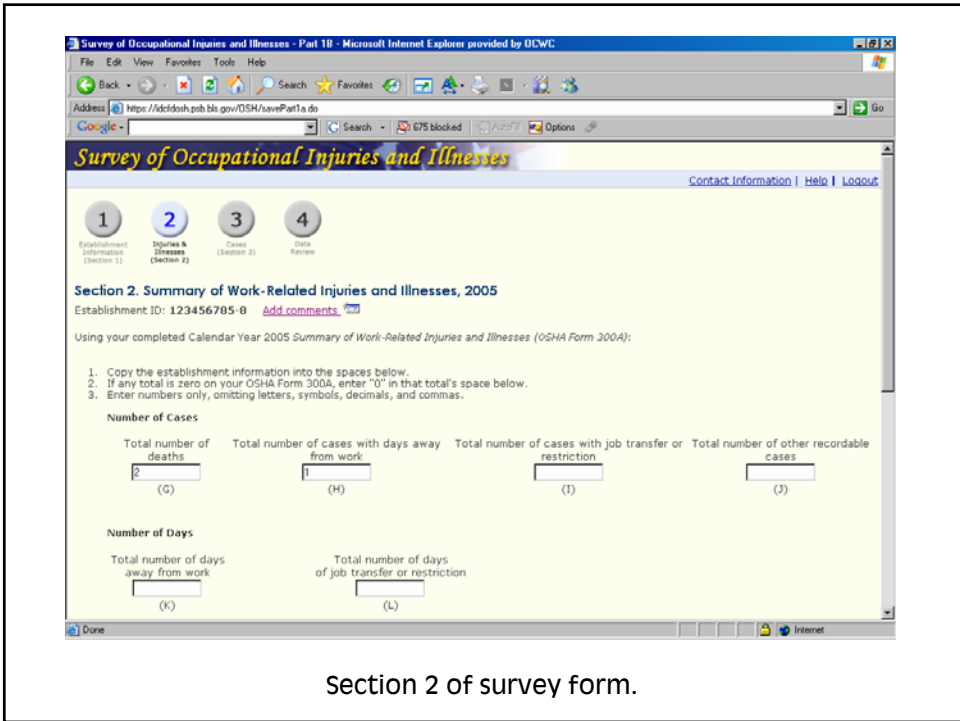 Survey of Occupational Injuries and Illnesses - Part 1B - Microsoft Internet Explorer provided by OCWC
File Edit View Favorites Tools Help
Back Search Favorites
Address https://idcfdosh.psb.bls.gov/OSH/savePart1a.do Go
Google - Search 675 blocked AutoFill Options
Survey of Occupational Injuries and Illnesses
Contact Information | Help | Logout
1 2 3 4
Establishment Information (Section 1) Injuries & Illnesses (Section 2) Cases (Section 3) Data Review
Section 2. Summary of Work-Related Injuries and Illnesses, 2005
Establishment ID: 123456785-8 Add comments
Using your completed Calendar Year 2005 Summary of Work-Related Injuries and Illnesses (OSHA Form 300A):
1. Copy the establishment information into the spaces below.
2. If any total is zero on your OSHA Form 300A, enter "0" in that total's space below.
3. Enter numbers only, omitting letters, symbols, decimals, and commas.
Number of Cases
Total number of deaths Total number of cases with days away from work Total number of cases with job transfer or restriction Total number of other recordable cases
2 1
(G) (H) (I) (J)
Number of Days
Total number of days away from work Total number of days of job transfer or restriction
(K) (L)
Done Internet
Section 2 of survey form.